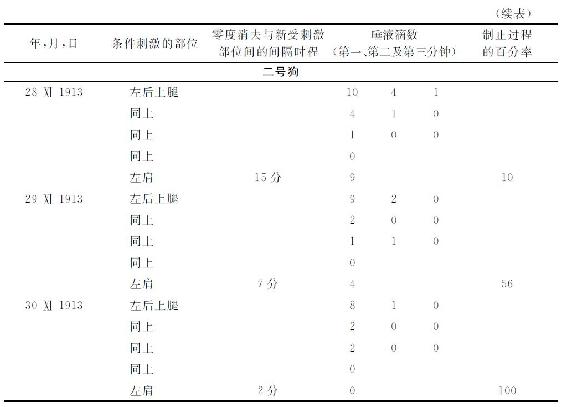 (续表)
年,月,日 条件刺激的部位 零度消失与新受刺激部位间的间隔时程 唾液滴数(第一、第二及第三分钟) 制止过程的百分率
二号狗
28 Ⅺ 1913 左后上腿 10 4 1
同上 4 1 0
同上 1 0 0
同上 0
左肩 15分 9 10
29 Ⅺ 1913 左后上腿 9 2 0
同上 2 0 0
同上 1 1 0
同上 0
左肩 7分 4 56
30 Ⅺ 1913 左后上腿 8 1 0
同上 2 0 0
同上 2 0 0
同上 0
左肩 2分 0 100